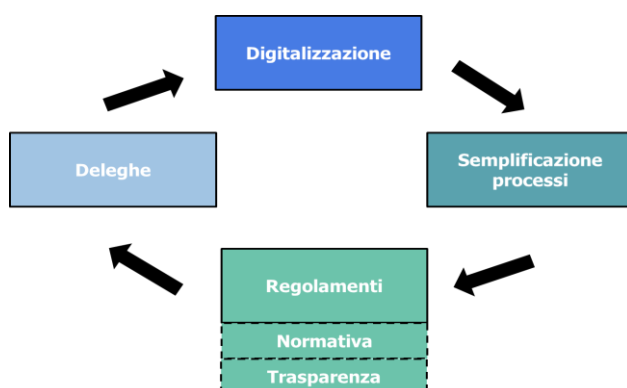 Digitalizzazione
Deleghe
Semplificazione
processi
Regolamenti
Normativa
Trasparenza